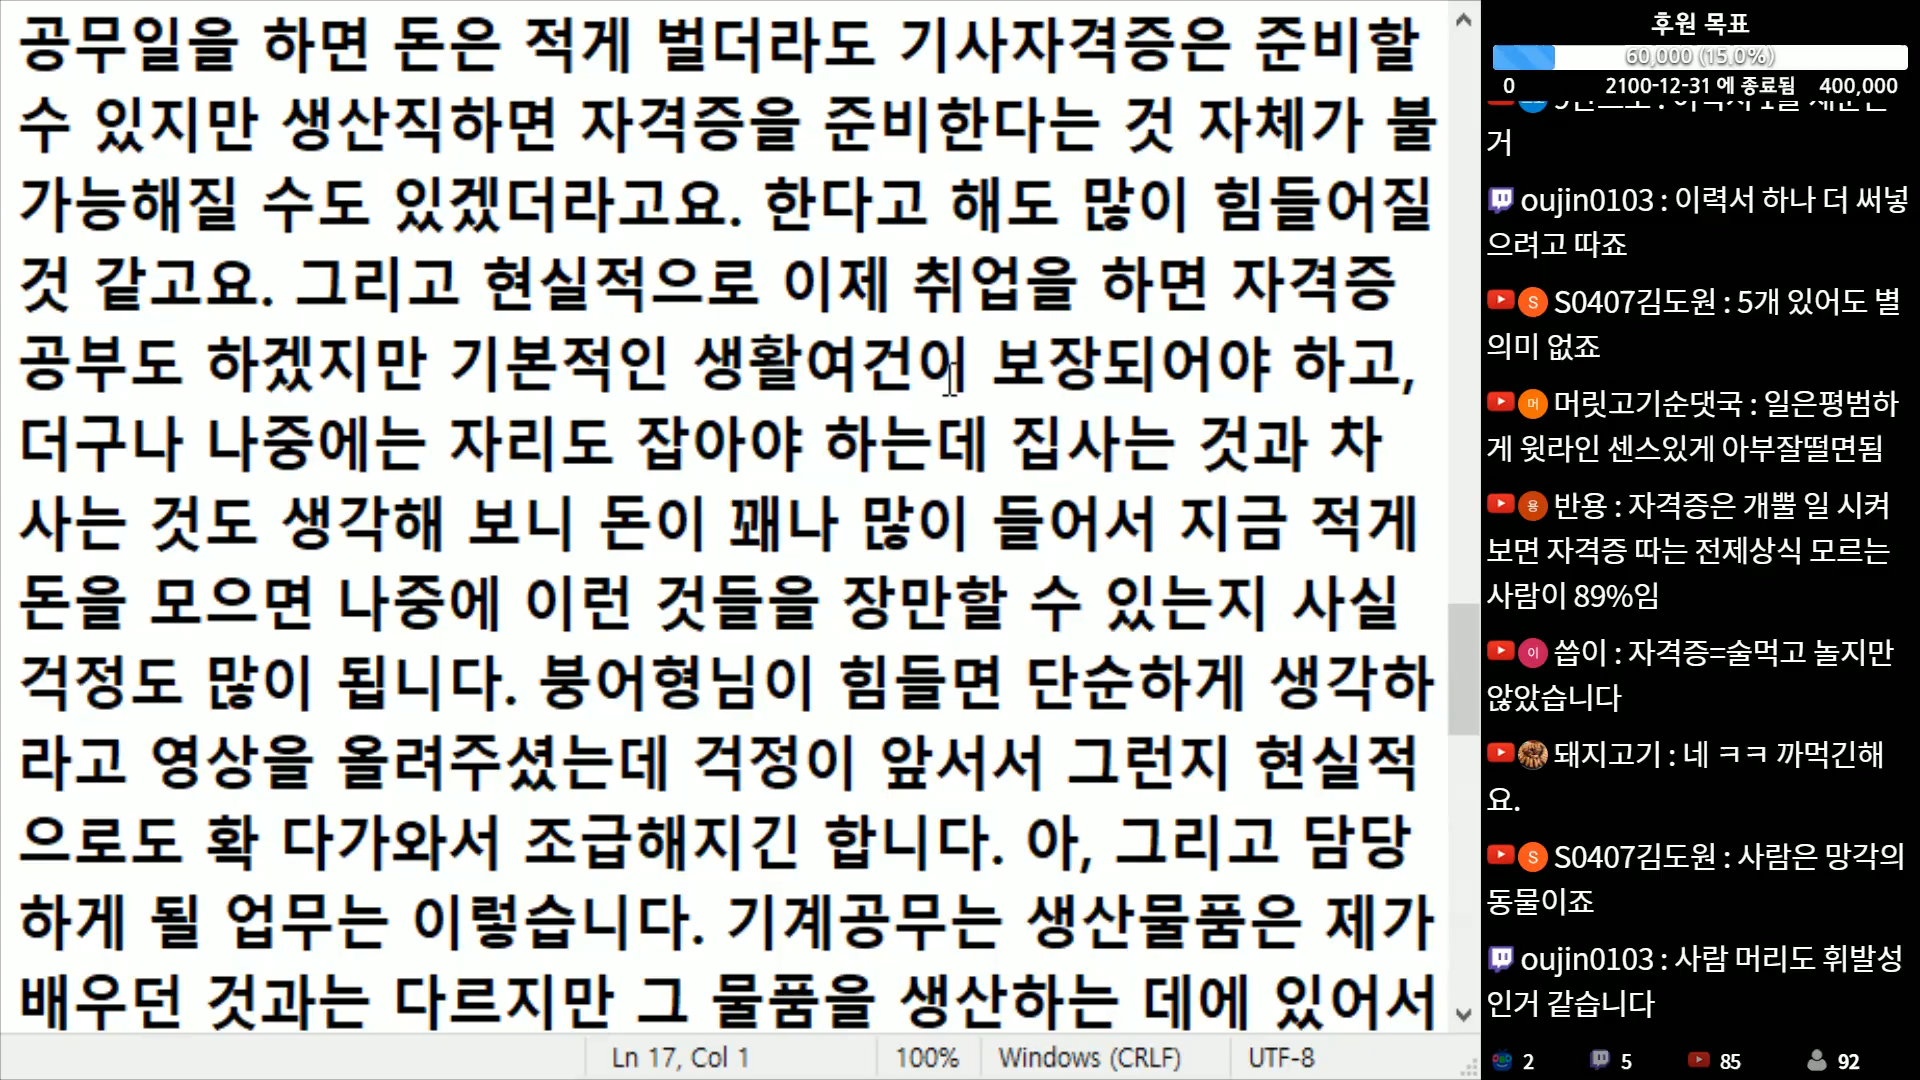 공무일을 하면 돈은 적게 벌더라도 기사자격증은 준비할
수 있지만 생산직하면 자격증을 준비한다는 것 자체가 불
가능해질 수도 있겠더라고요. 한다고 해도 많이 힘들어질
것 같고요. 그리고 현실적으로 이제 취업을 하면 자격증
공부도 하겠지만 기본적인 생활여건이 보장되어야 하고,
더구나 나중에는 자리도 잡아야 하는데 집사는 것과 차
사는 것도 생각해 보니 돈이 꽤나 많이 들어서 지금 적게
돈을 모으면 나중에 이런 것들을 장만할 수 있는지 사실
걱정도 많이 됩니다. 붕어형님이 힘들면 단순하게 생각하
라고 영상을 올려주셨는데 걱정이 앞서서 그런지 현실적
으로도 확 다가와서 조급해지긴 합니다. 아, 그리고 담당
하게 될 업무는 이렇습니다. 기계공무는 생산물품은 제가
배우던 것과는 다르지만 그 물품을 생산하는 데에 있어서
Ln 17, Col 1
100%
Windows (CRLF)
UTF-8
후원 목표
60,000 (15.0%)
0 2100-12-31 에 종료됨 400,000
거
oujin0103 : 이력서 하나 더 써넣
으려고 따죠
S S0407김도원 : 5개 있어도 별
의미 없죠
머 머릿고기순댓국 : 일은평범하
게 윗라인 센스있게 아부잘떨면됨
용 반용 : 자격증은 개뿔 일 시켜
보면 자격증 따는 전제상식 모르는
사람이 89%임
이 씁이 : 자격증=술먹고 놀지만
않았습니다
돼지고기 : 네 ㅋㅋ 까먹긴해
요.
S S0407김도원 : 사람은 망각의
동물이죠
oujin0103 : 사람 머리도 휘발성
인거 같습니다
2 5 85 92